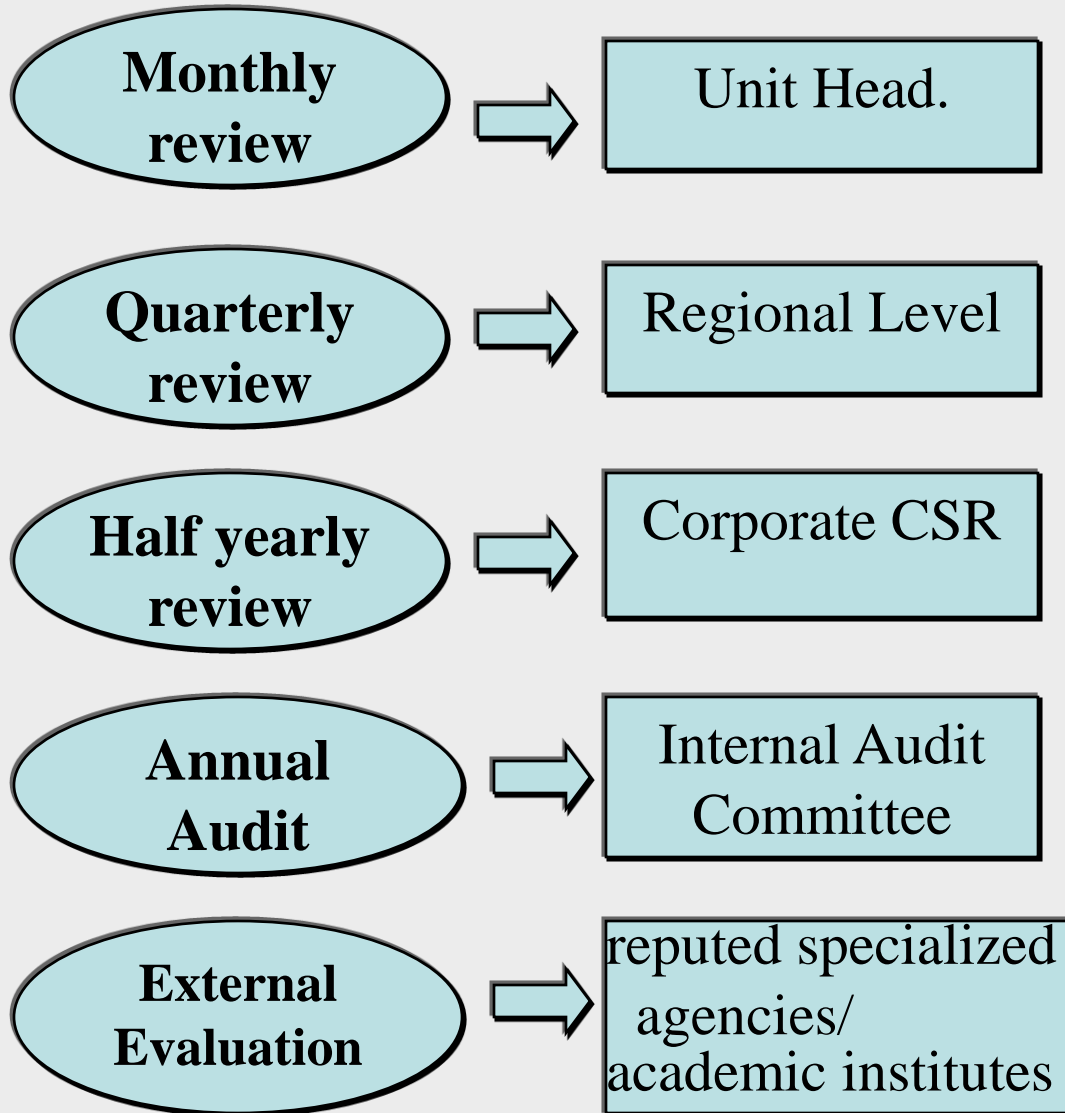 Monthly
review
Unit Head.
Quarterly
review
Regional Level
Half yearly
review
Corporate CSR
Annual
Audit
Internal Audit
Committee
External
Evaluation
reputed specialized
agencies/
academic institutes